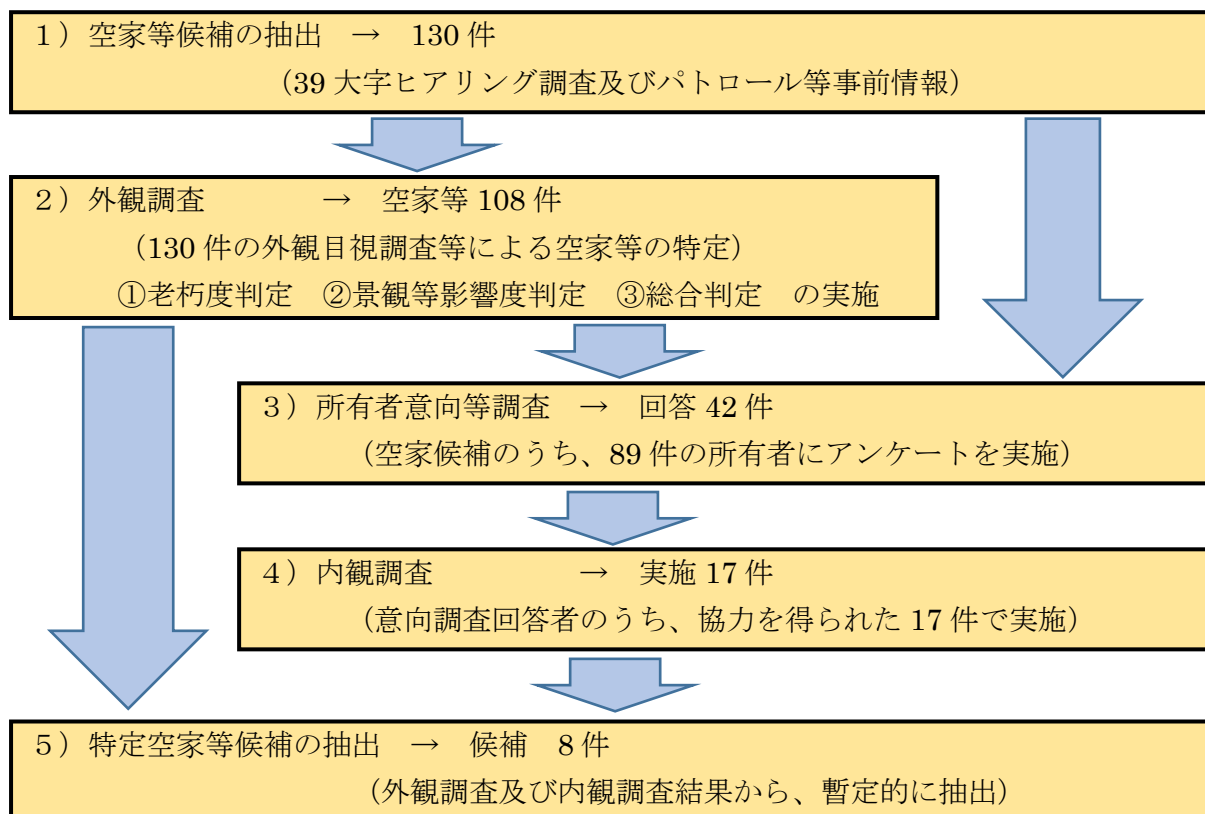 １）空家等候補の抽出　→　130 件
（39 大字ヒアリング調査及びパトロール等事前情報）
２）外観調査　　　　→　空家等 108 件
（130 件の外観目視調査等による空家等の特定）
①老朽度判定　②景観等影響度判定　③総合判定　の実施
３）所有者意向等調査　→　回答 42 件
（空家候補のうち、89 件の所有者にアンケートを実施）
４）内観調査　　　　　→　実施 17 件
（意向調査回答者のうち、協力を得られた 17 件で実施）
５）特定空家等候補の抽出　→　候補　8 件
（外観調査及び内観調査結果から、暫定的に抽出）